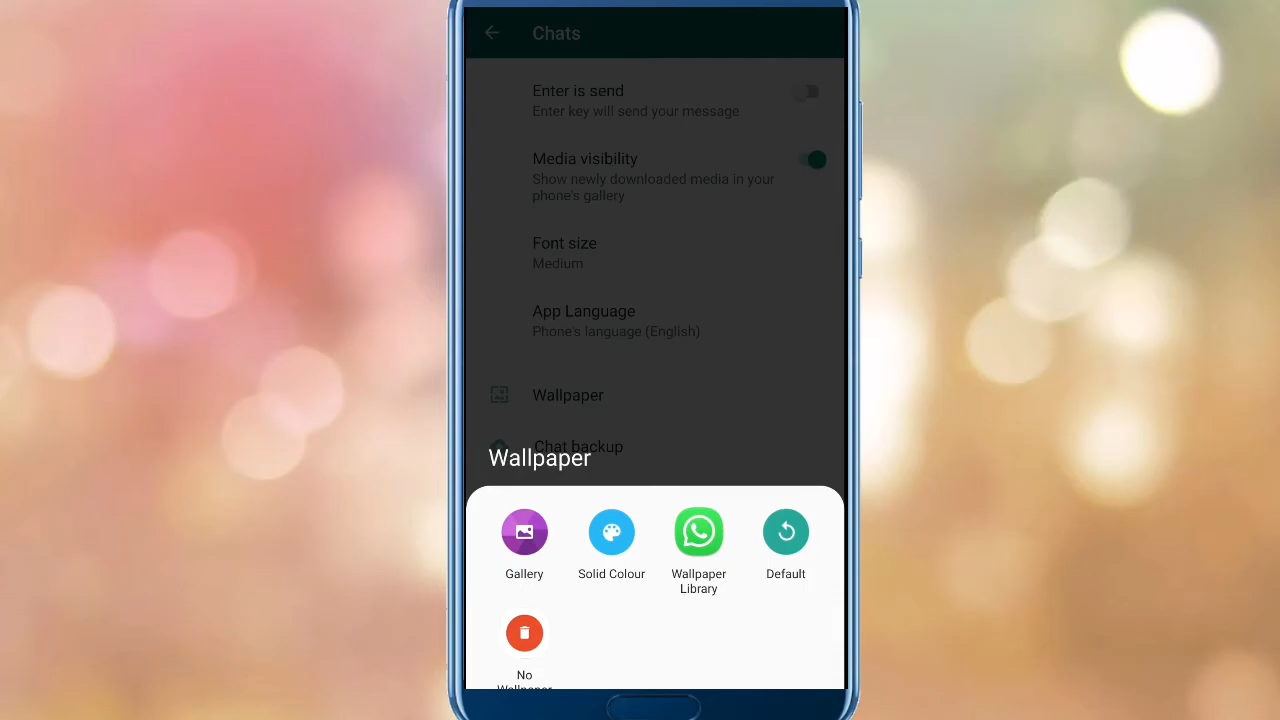 Chats
Enter is send
Enter key will send your message
Media visibility
Show newly downloaded media in your
phone's gallery
Font size
Medium
App Language
Phone's language (English)
Wallpaper
Chat backup
Wallpaper
Gallery
Solid Colour
Wallpaper
Library
Default
No
Wallpaper